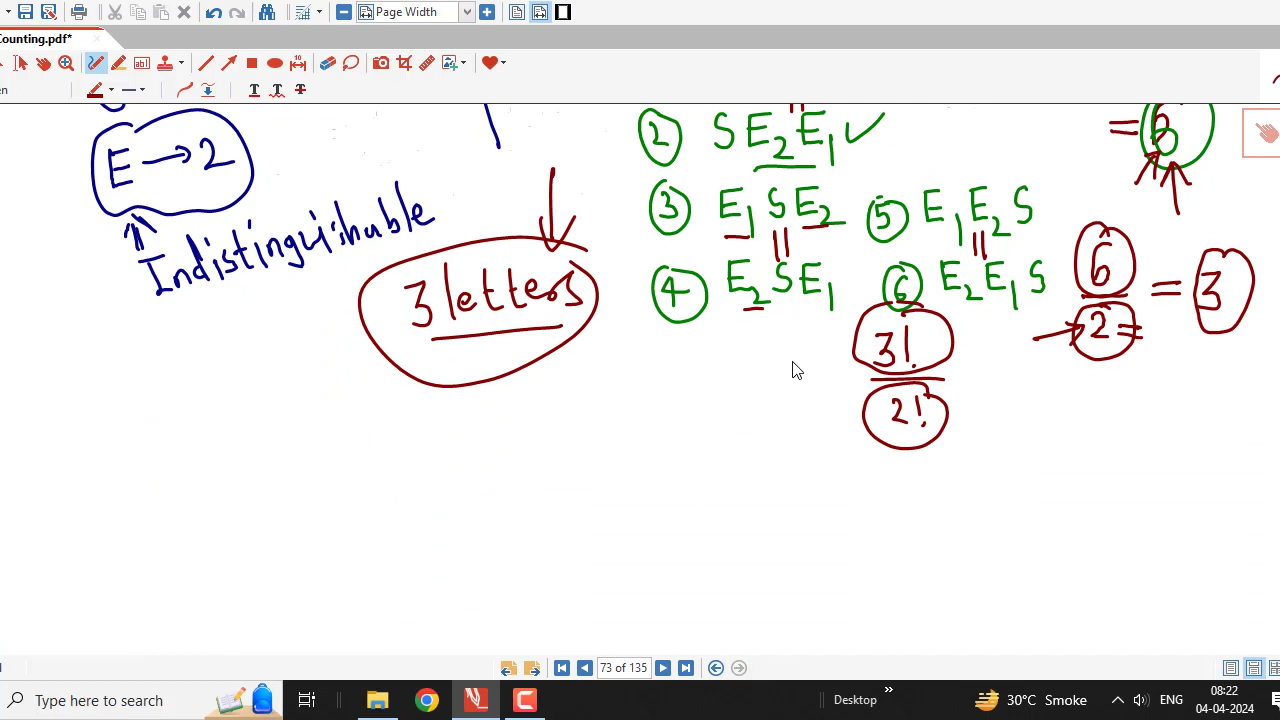 Page Width
Counting.pdf*
10
E → 2
Indistinguishable
3 letters
② S E₂ E₁ ✓
= 6
③ E₁ S E₂ ⑤ E₁ E₂ S
④ E₂ S E₁ ⑥ E₂ E₁ S
6
2 =
= 3
3!
2!
73 of 135
Type here to search
Desktop
30°C Smoke
ENG
08:22
04-04-2024